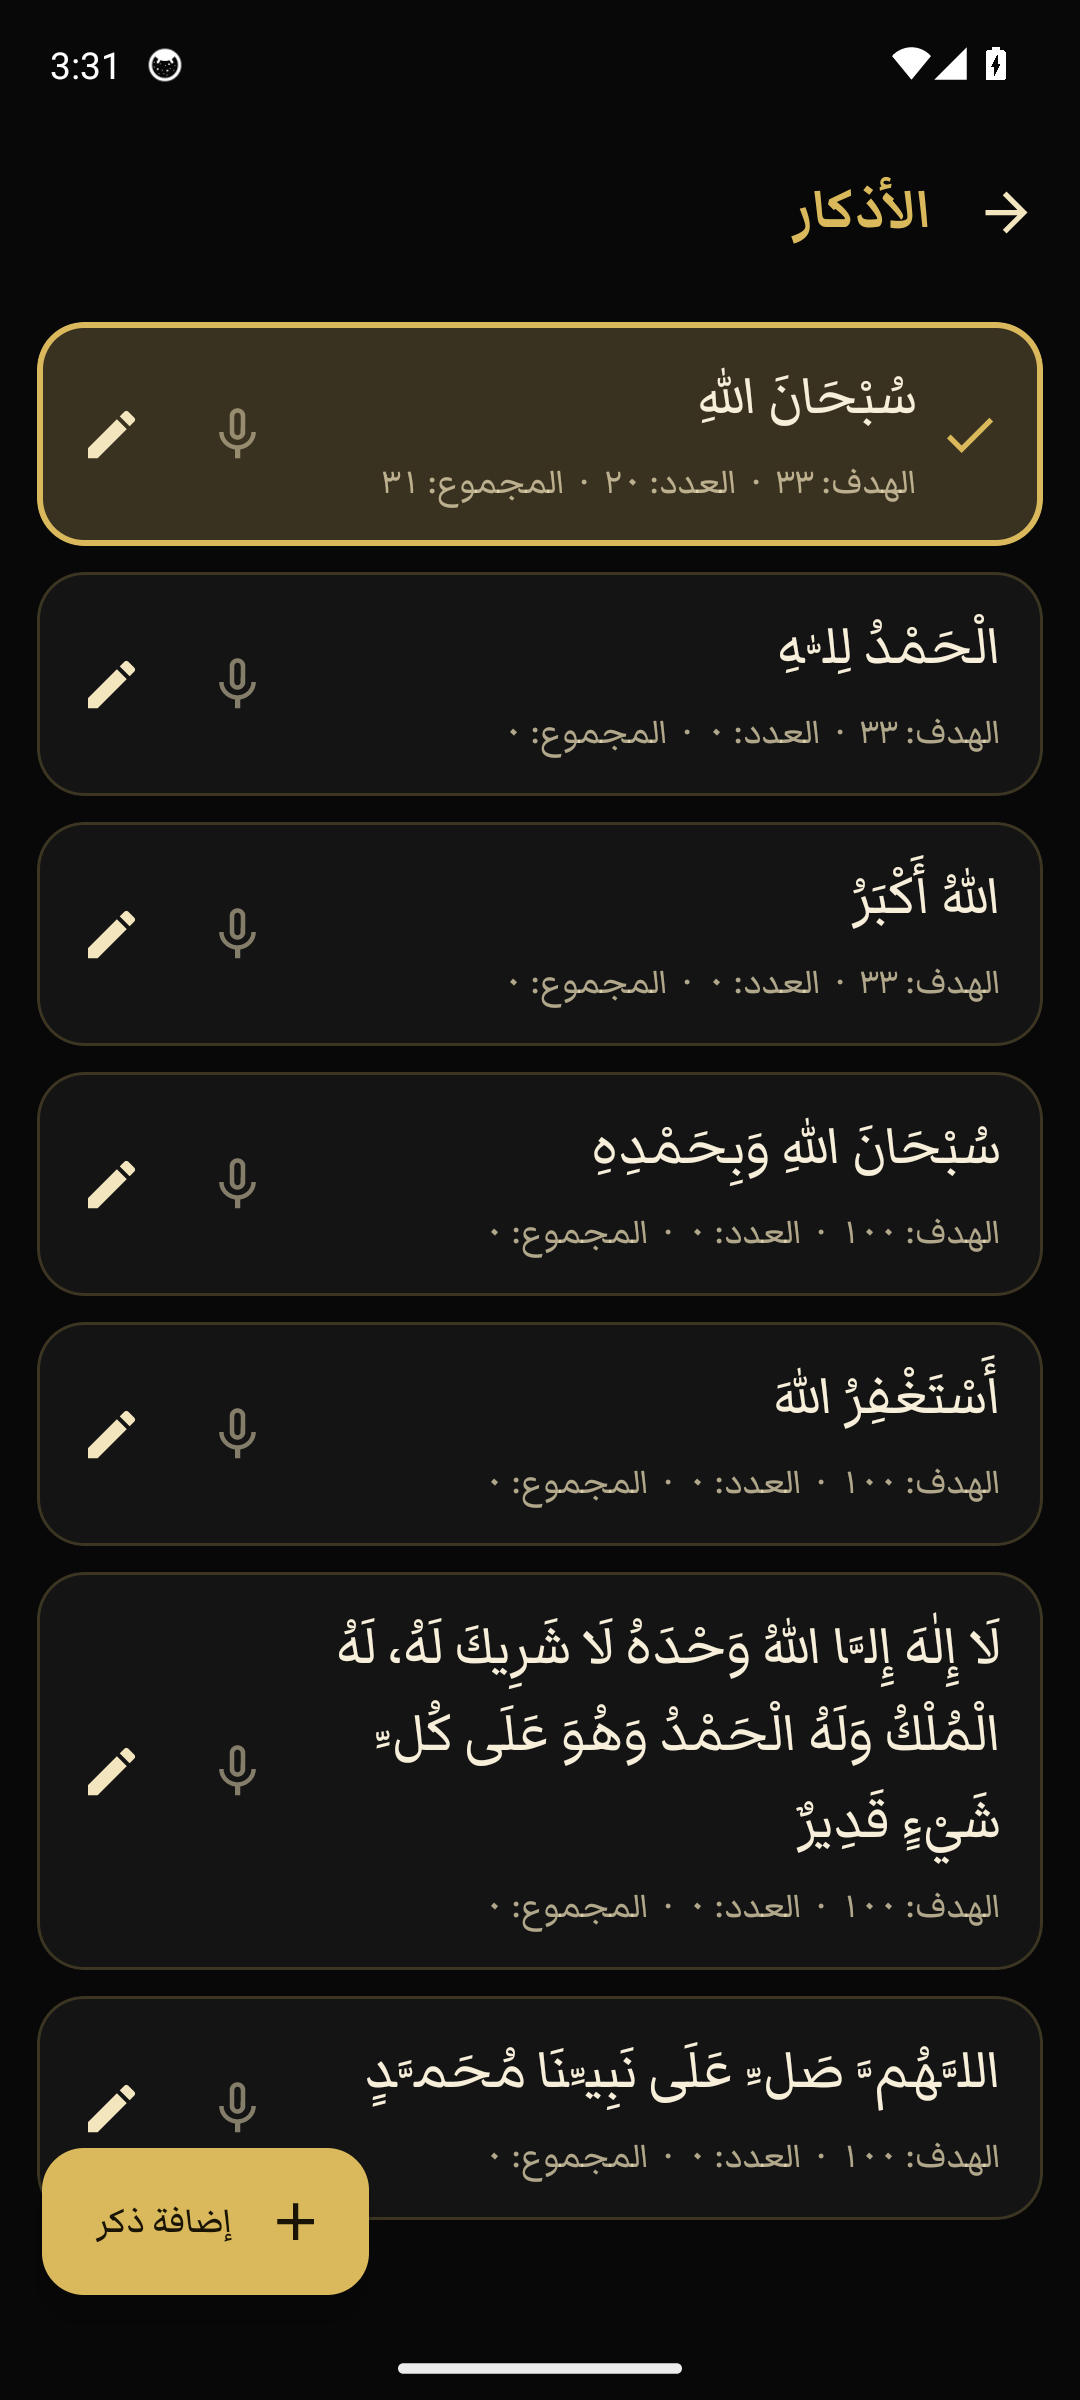 3:31
الأذكار
سُبْحَانَ اللهِ
الهدف: ٣٣ · العدد: ٢٠ · المجموع: ٣١
الْحَمْدُ لِلّٰهِ
الهدف: ٣٣ · العدد: ٠ · المجموع: ٠
اللهُ أَكْبَرُ
الهدف: ٣٣ · العدد: ٠ · المجموع: ٠
سُبْحَانَ اللهِ وَبِحَمْدِهِ
الهدف: ١٠٠ · العدد: ٠ · المجموع: ٠
أَسْتَغْفِرُ اللهَ
الهدف: ١٠٠ · العدد: ٠ · المجموع: ٠
لَا إِلٰهَ إِلَّا اللهُ وَحْدَهُ لَا شَرِيكَ لَهُ، لَهُ
الْمُلْكُ وَلَهُ الْحَمْدُ وَهُوَ عَلَى كُلِّ
شَيْءٍ قَدِيرٌ
الهدف: ١٠٠ · العدد: ٠ · المجموع: ٠
اللَّهُمَّ صَلِّ عَلَى نَبِيِّنَا مُحَمَّدٍ
الهدف: ١٠٠ · العدد: ٠ · المجموع: ٠
إضافة ذكر